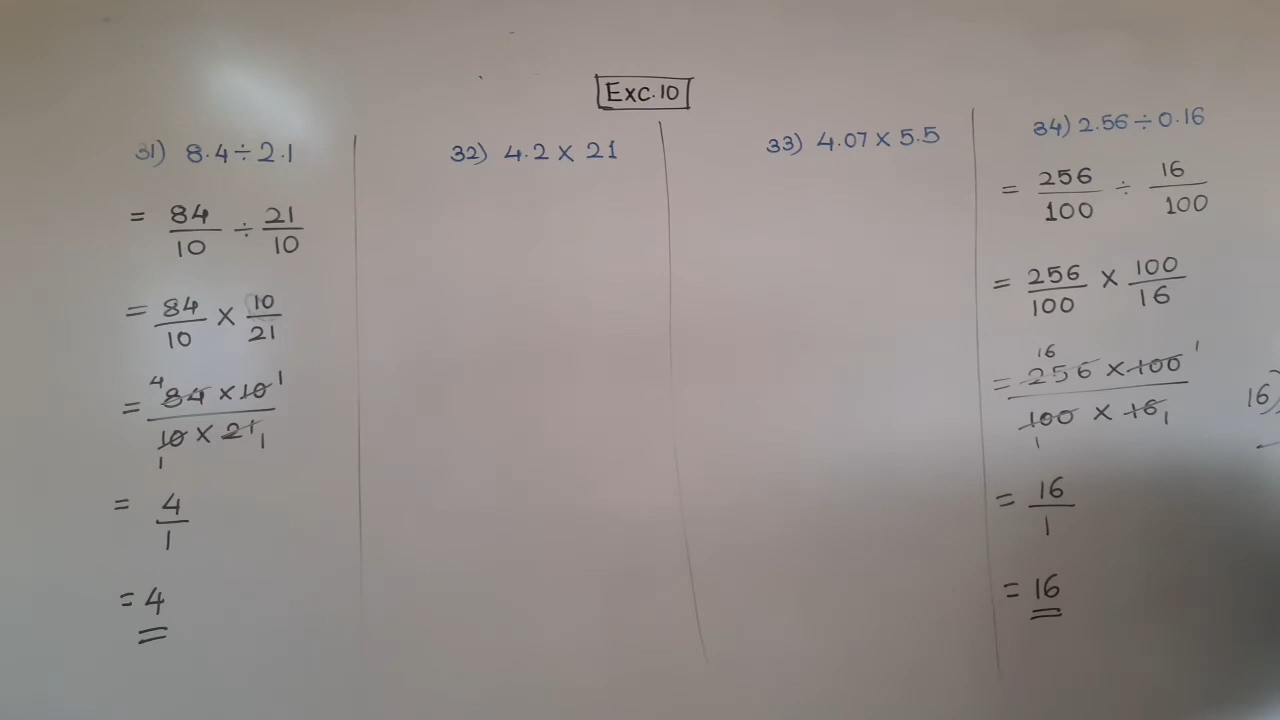 Exc.10
31) 8.4 ÷ 2.1
= 84/10 ÷ 21/10
= 84/10 × 10/21
= 4 84 × 10 1 / 10 × 21 1 1
= 4/1
= 4
32) 4.2 × 21
33) 4.07 × 5.5
34) 2.56 ÷ 0.16
= 256/100 ÷ 16/100
= 256/100 × 100/16
= 16 256 × 100 1 / 100 × 16 1 1
= 16/1
= 16
16)